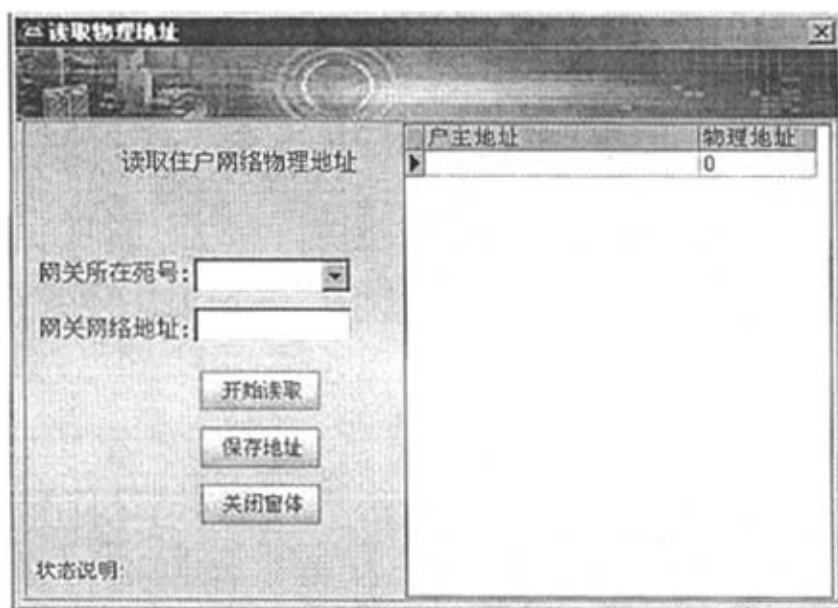 读取物理地址
读取住户网络物理地址
户主地址 物理地址
0
网关所在苑号:
网关网络地址:
开始读取
保存地址
关闭窗体
状态说明: